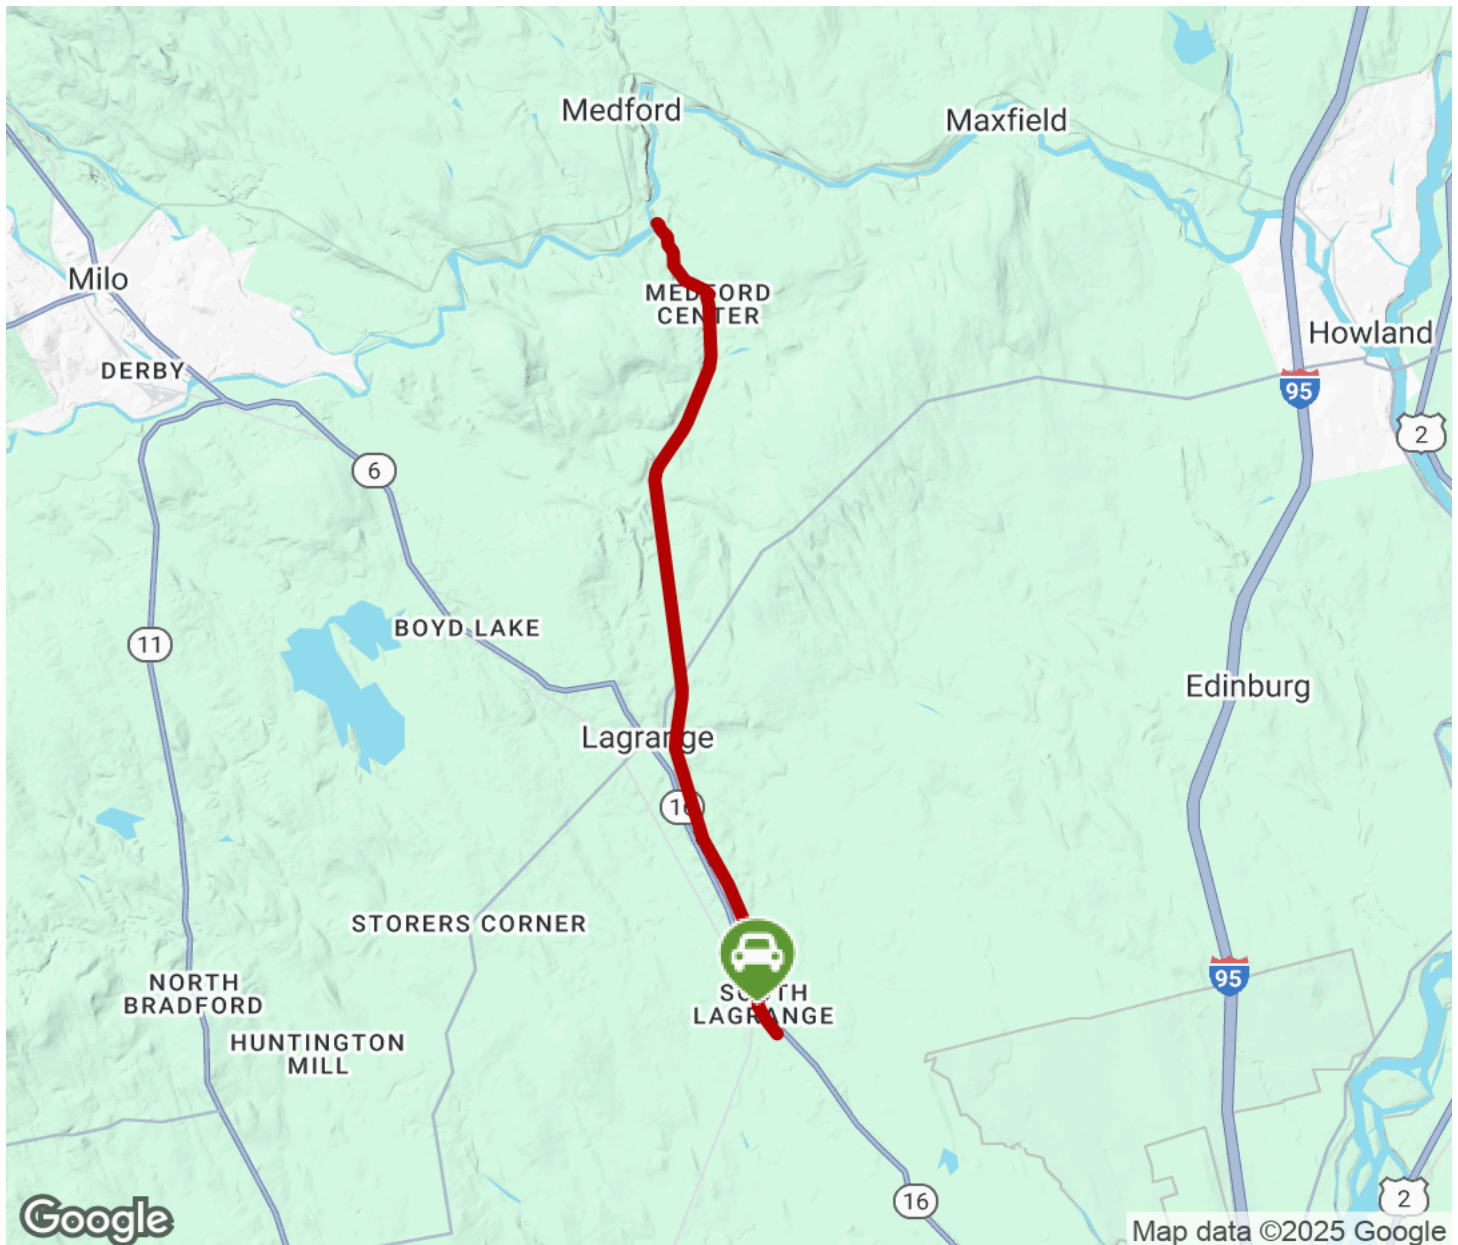 Medford
Maxfield
Milo
MEDFORD
CENTER
Howland
DERBY
95
2
6
BOYD LAKE
11
Edinburg
Lagrange
16
STORERS CORNER
95
NORTH
BRADFORD
SOUTH
LAGRANGE
HUNTINGTON
MILL
16
2
Google
Map data ©2025 Google